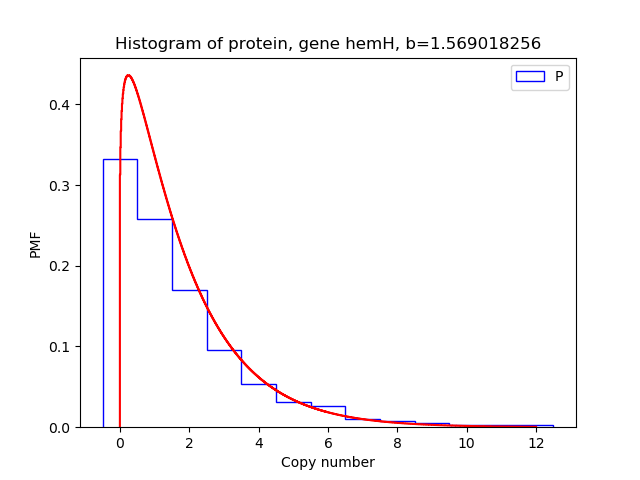 Histogram of protein, gene hemH, b=1.569018256
P
0.4
0.3
0.2
0.1
0.0
PMF
0 2 4 6 8 10 12
Copy number